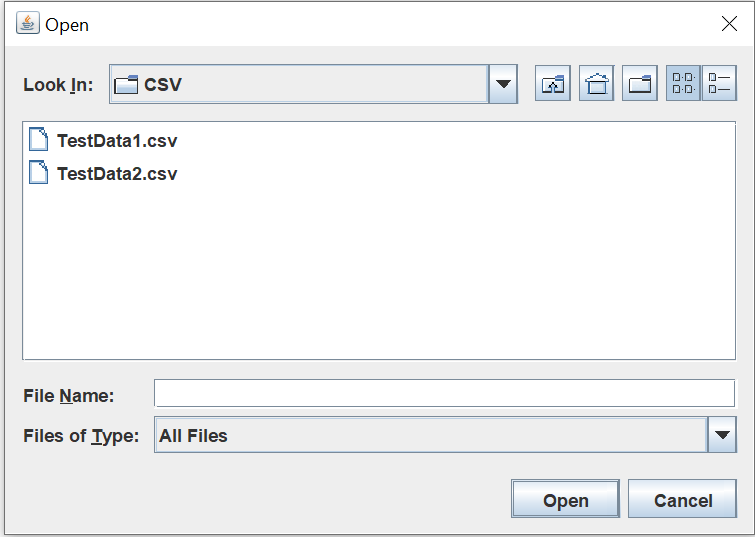 Open
Look In: CSV
TestData1.csv
TestData2.csv
File Name:
Files of Type: All Files
Open Cancel